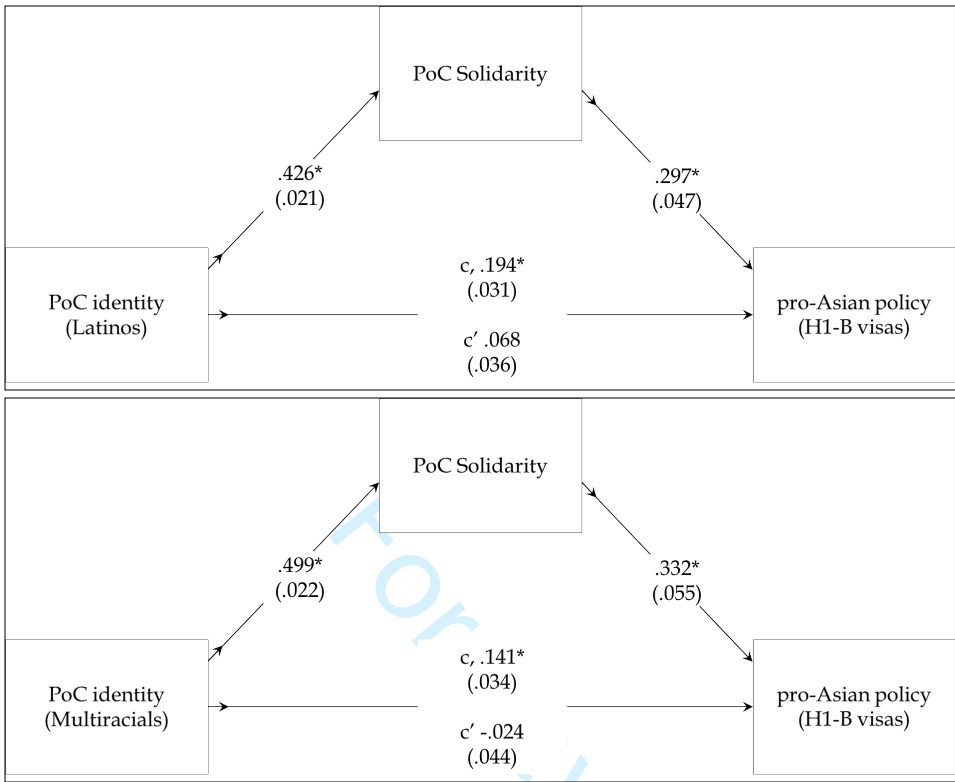 PoC Solidarity
.426*
(.021)
.297*
(.047)
c, .194*
(.031)
PoC identity
(Latinos)
pro-Asian policy
(H1-B visas)
c′ .068
(.036)
PoC Solidarity
.499*
(.022)
.332*
(.055)
c, .141*
(.034)
PoC identity
(Multiracials)
pro-Asian policy
(H1-B visas)
c′ -.024
(.044)
For